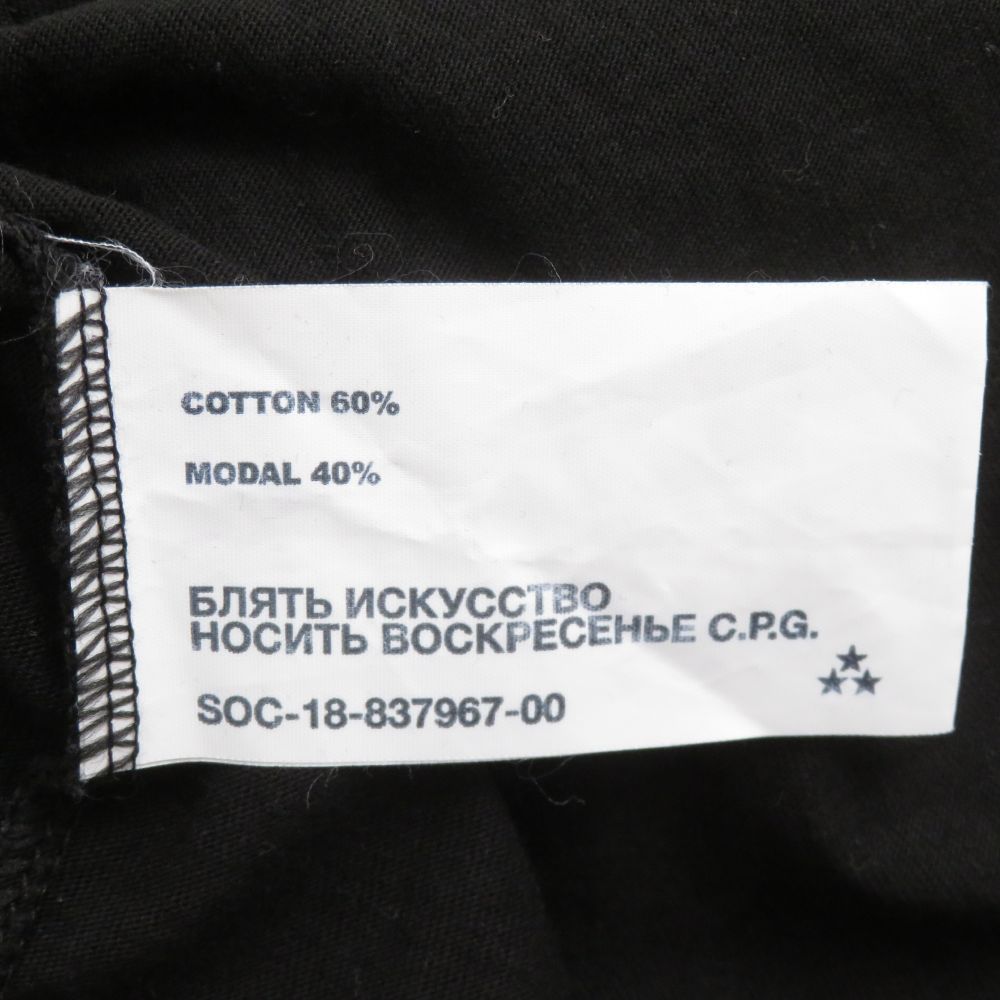 COTTON 60%
MODAL 40%
БЛЯТЬ ИСКУССТВО
НОСИТЬ ВОСКРЕСЕНЬЕ C.P.G.
SOC-18-837967-00